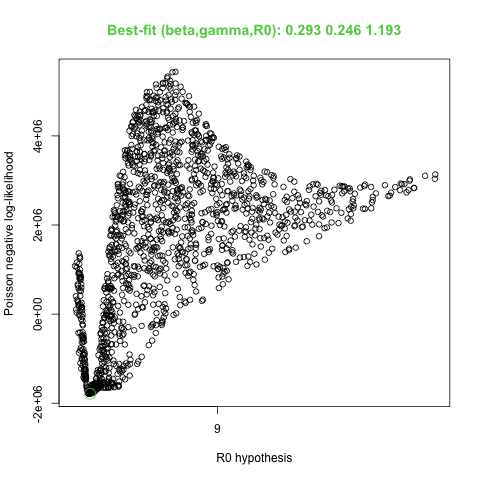 Best-fit (beta,gamma,R0): 0.293 0.246 1.193
Poisson negative log-likelihood
4e+06
2e+06
0e+00
-2e+06
9
R0 hypothesis